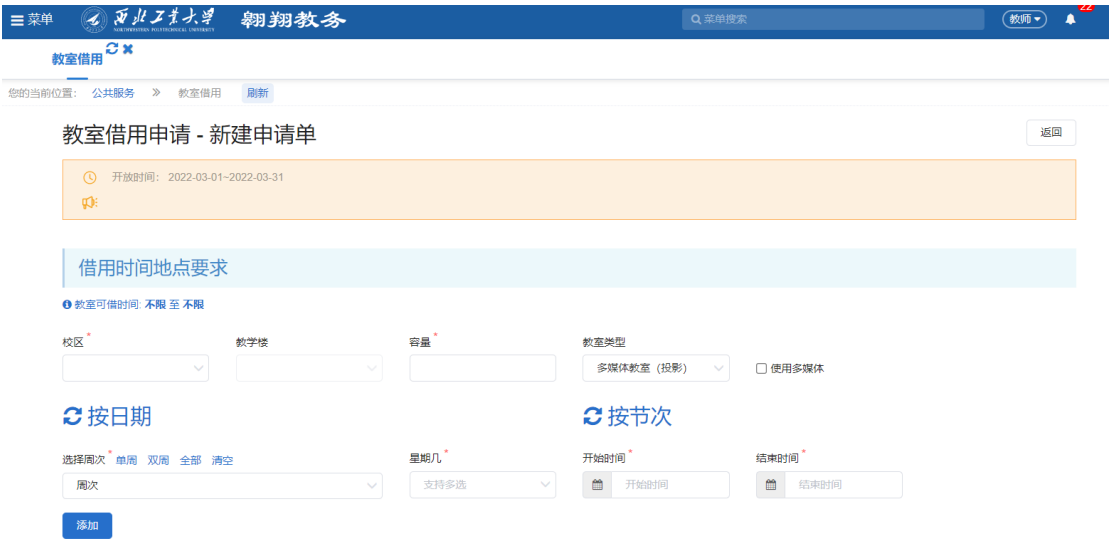 菜单 西北工业大学 NORTHWESTERN POLYTECHNICAL UNIVERSITY 翱翔教务 菜单搜索 教师 22
教室借用
您的当前位置: 公共服务 » 教室借用 刷新
教室借用申请 - 新建申请单 返回
开放时间: 2022-03-01~2022-03-31
借用时间地点要求
教室可借时间: 不限 至 不限
校区* 教学楼 容量* 教室类型
多媒体教室(投影) 使用多媒体
按日期 按节次
选择周次* 单周 双周 全部 清空 星期几* 开始时间* 结束时间*
周次 支持多选 开始时间 结束时间
添加